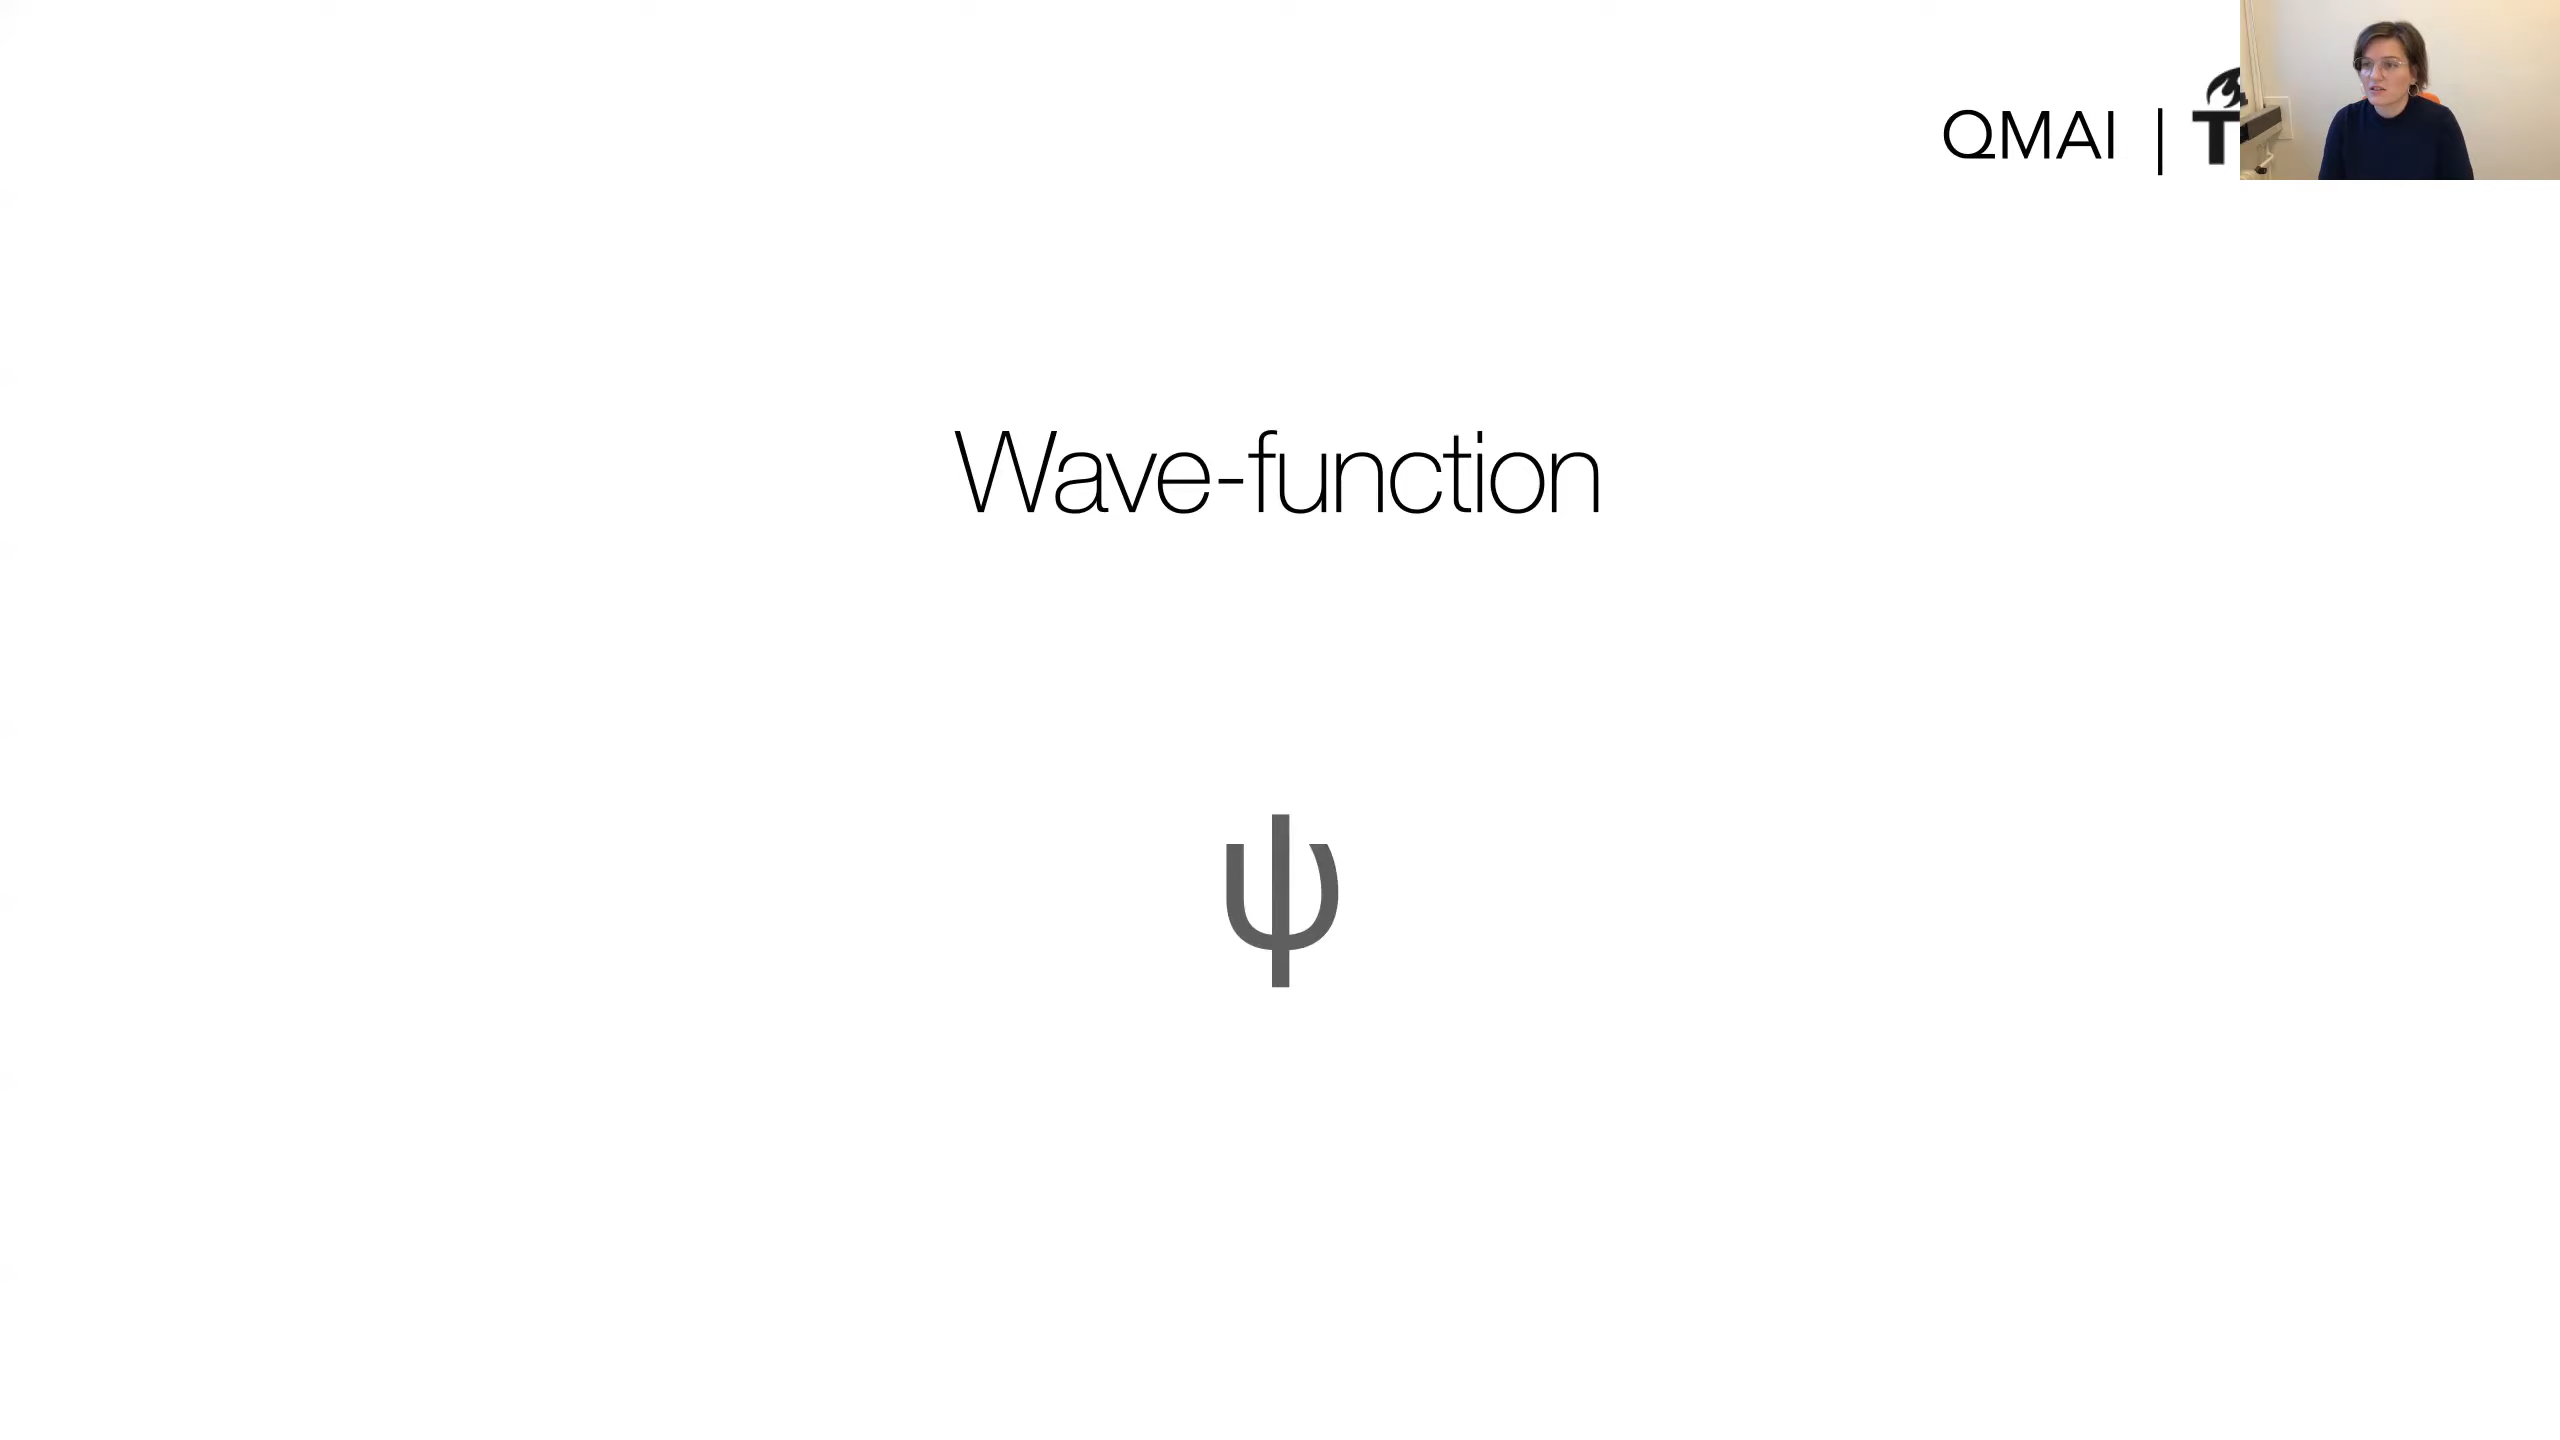 QMAI | T
Wave-function
ψ